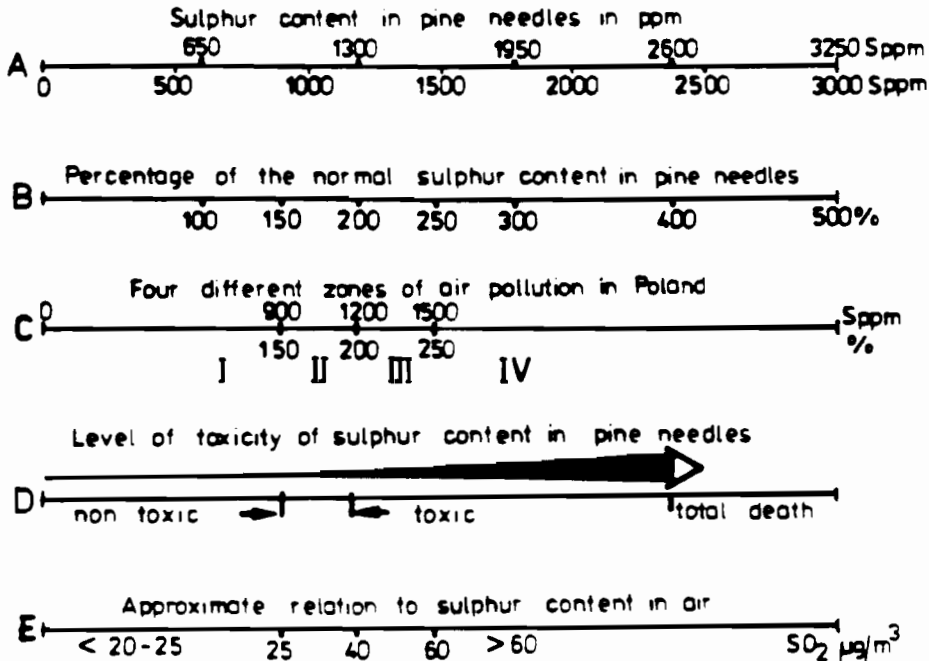 Sulphur content in pine needles in ppm
650 1300 1950 2600 3250 Sppm
A
0 500 1000 1500 2000 2500 3000 Sppm
Percentage of the normal sulphur content in pine needles
B
100 150 200 250 300 400 500%
Four different zones of air pollution in Poland
0 900 1200 1500 Sppm
C
150 200 250 %
I II III IV
Level of toxicity of sulphur content in pine needles
D
non toxic toxic total death
Approximate relation to sulphur content in air
E
< 20-25 25 40 60 >60 SO₂ µg/m³